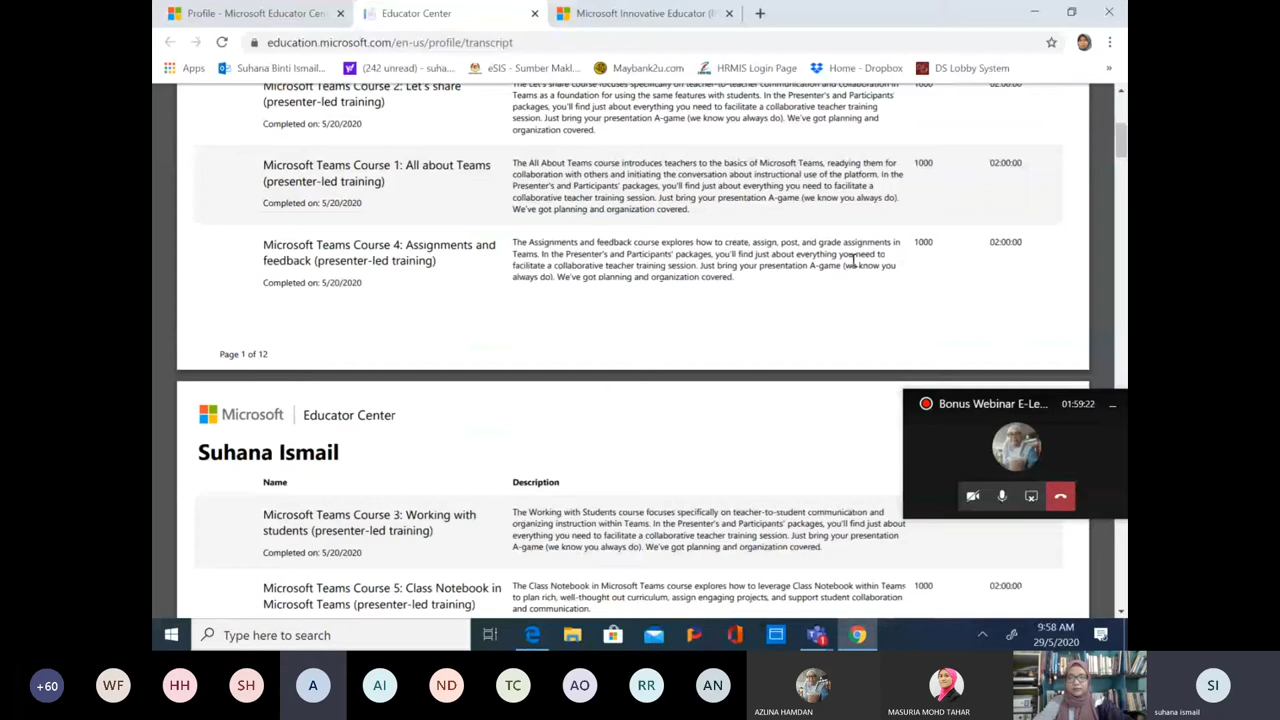 Profile - Microsoft Educator Cen
Educator Center
Microsoft Innovative Educator (
education.microsoft.com/en-us/profile/transcript
Apps
Suhana Binti Ismail...
(242 unread) - suha...
eSIS - Sumber Makl...
Maybank2u.com
HRMIS Login Page
Home - Dropbox
DS Lobby System
»
Microsoft Teams Course 2: Let's share
(presenter-led training)
Completed on: 5/20/2020
The Let's share course focuses specifically on teacher-to-teacher communication and collaboration in
Teams as a foundation for using the same features with students. In the Presenter's and Participants'
packages, you'll find just about everything you need to facilitate a collaborative teacher training
session. Just bring your presentation A-game (we know you always do). We've got planning and
organization covered.
Microsoft Teams Course 1: All about Teams
(presenter-led training)
Completed on: 5/20/2020
The All About Teams course introduces teachers to the basics of Microsoft Teams, readying them for
collaboration with others and initiating the conversation about instructional use of the platform. In the
Presenter's and Participants' packages, you'll find just about everything you need to facilitate a
collaborative teacher training session. Just bring your presentation A-game (we know you always do).
We've got planning and organization covered.
1000
02:00:00
Microsoft Teams Course 4: Assignments and
feedback (presenter-led training)
Completed on: 5/20/2020
The Assignments and feedback course explores how to create, assign, post, and grade assignments in
Teams. In the Presenter's and Participants' packages, you'll find just about everything you need to
facilitate a collaborative teacher training session. Just bring your presentation A-game (we know you
always do). We've got planning and organization covered.
1000
02:00:00
Page 1 of 12
Microsoft | Educator Center
Suhana Ismail
Name
Description
Microsoft Teams Course 3: Working with
students (presenter-led training)
Completed on: 5/20/2020
The Working with Students course focuses specifically on teacher-to-student communication and
organizing instruction within Teams. In the Presenter's and Participants' packages, you'll find just about
everything you need to facilitate a collaborative teacher training session. Just bring your presentation
A-game (we know you always do). We've got planning and organization covered.
Microsoft Teams Course 5: Class Notebook in
Microsoft Teams (presenter-led training)
The Class Notebook in Microsoft Teams course explores how to leverage Class Notebook within Teams
to plan rich, well-thought out curriculum, assign engaging projects, and support student collaboration
and communication.
1000
02:00:00
Bonus Webinar E-Le...
01:59:22
Type here to search
9:58 AM
29/5/2020
+60
WF
HH
SH
A
AI
ND
TC
AO
RR
AN
AZLINA HAMDAN
MASURIA MOHD TAHAR
SI
suhana ismail